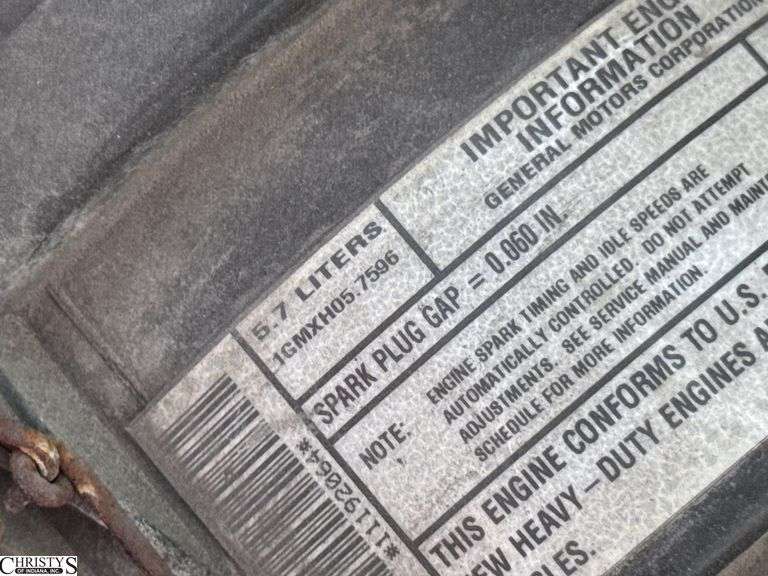 IMPORTANT ENG
INFORMATION
GENERAL MOTORS CORPORATION
5.7 LITERS
1GMXH05.7596
SPARK PLUG GAP = 0.060 IN.
NOTE: ENGINE SPARK TIMING AND IDLE SPEEDS ARE
AUTOMATICALLY CONTROLLED. DO NOT ATTEMPT
ADJUSTMENTS. SEE SERVICE MANUAL AND MAINT
SCHEDULE FOR MORE INFORMATION.
THIS ENGINE CONFORMS TO U.S.
W HEAVY-DUTY ENGINES A
LES.
*11192064*
CHRISTY'S
OF INDIANA, INC.